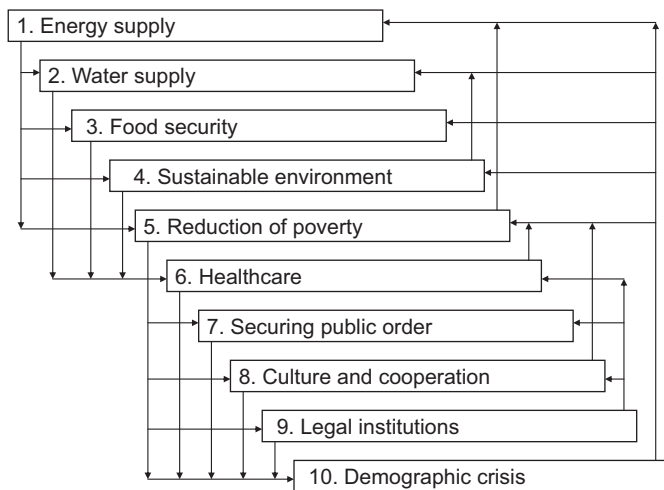 1. Energy supply
2. Water supply
3. Food security
4. Sustainable environment
5. Reduction of poverty
6. Healthcare
7. Securing public order
8. Culture and cooperation
9. Legal institutions
10. Demographic crisis